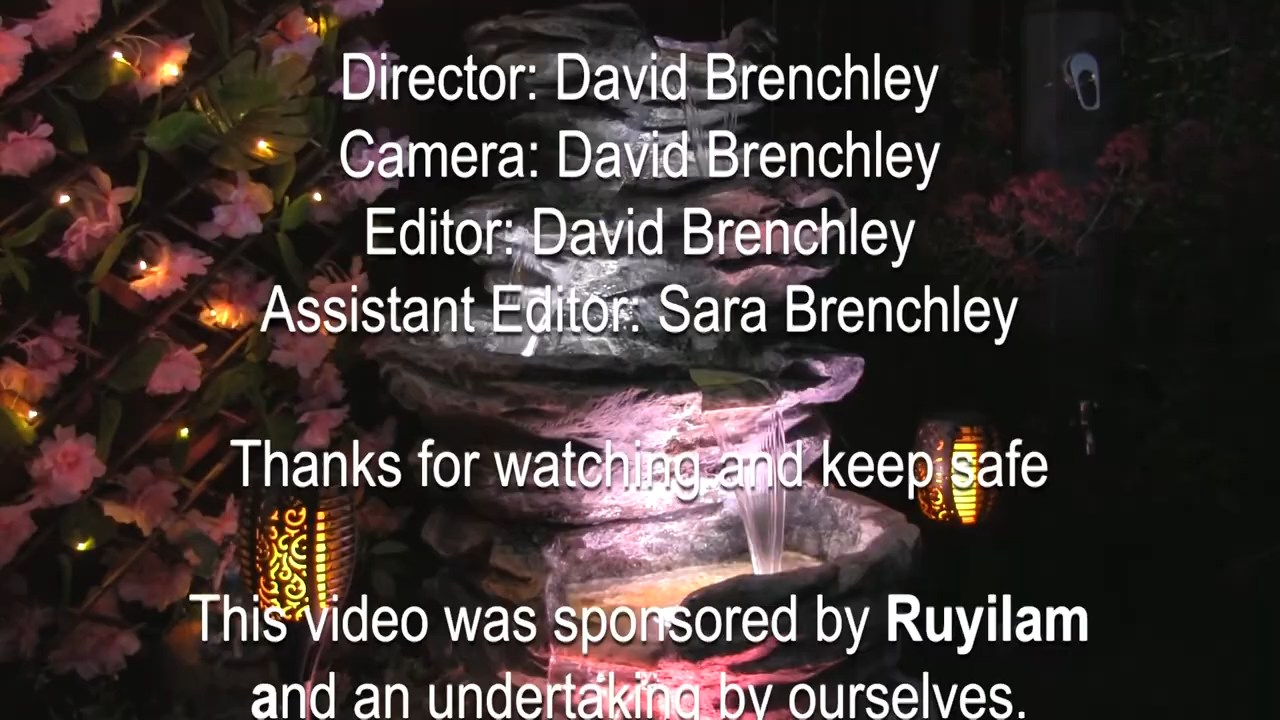 Director: David Brenchley
Camera: David Brenchley
Editor: David Brenchley
Assistant Editor: Sara Brenchley
Thanks for watching and keep safe
This video was sponsored by Ruyilam
and an undertaking by ourselves.